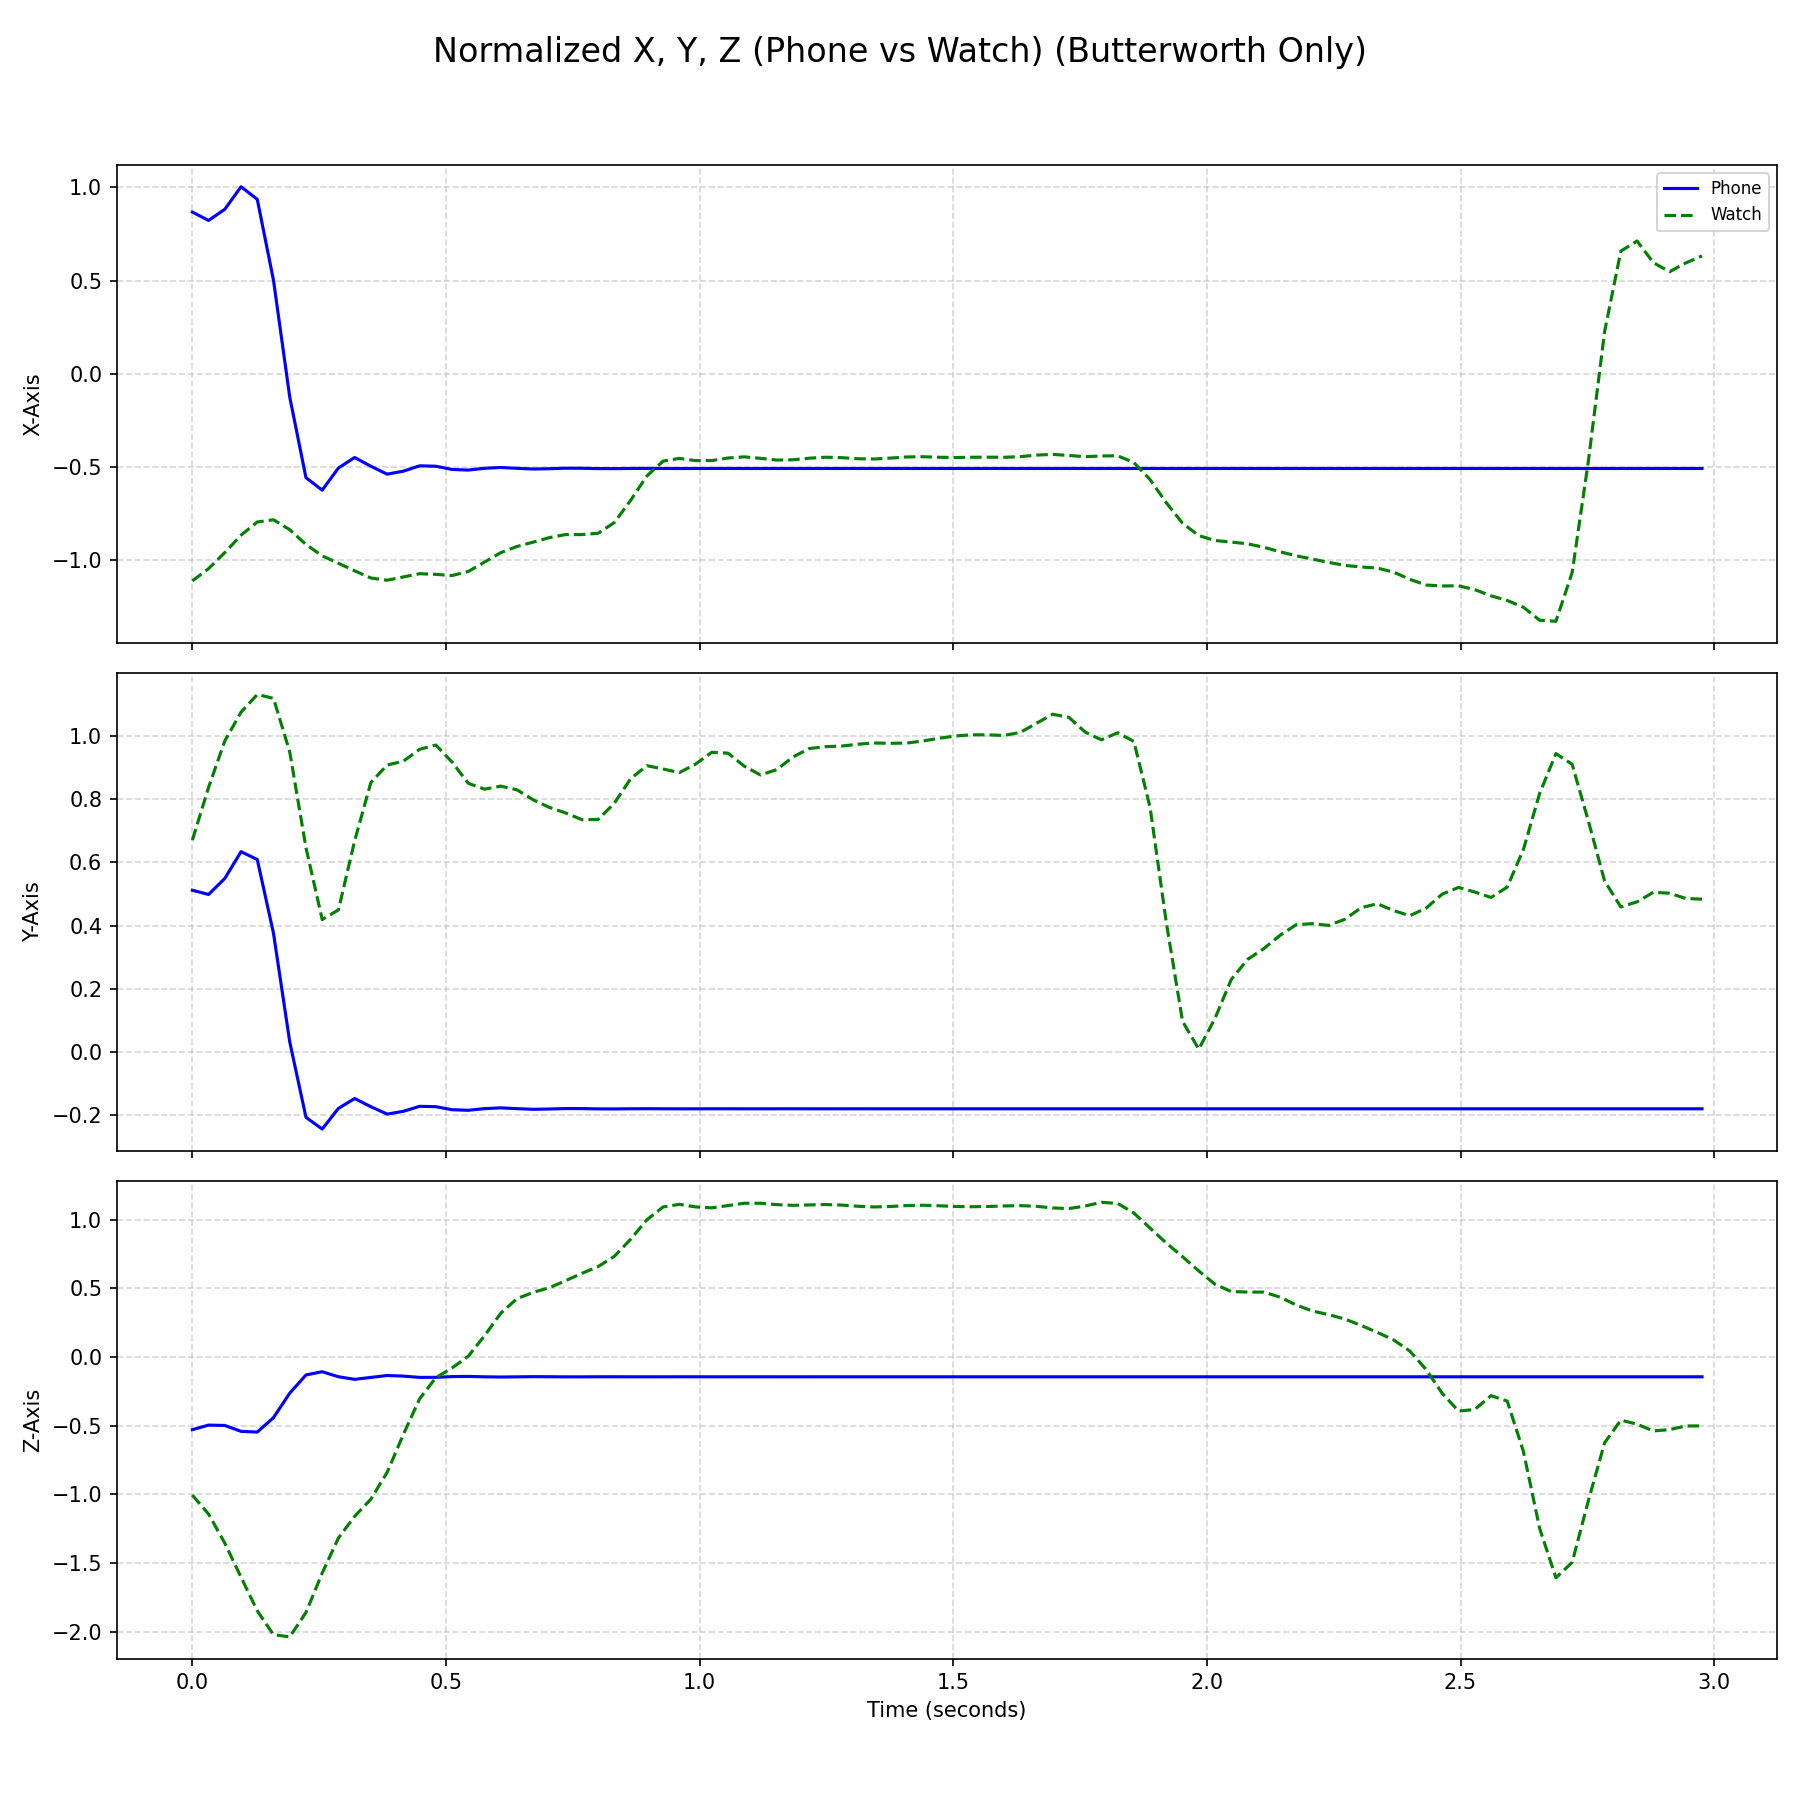 Normalized X, Y, Z (Phone vs Watch) (Butterworth Only)
Phone
Watch
1.0
0.5
0.0
−0.5
−1.0
X-Axis
1.0
0.8
0.6
0.4
0.2
0.0
−0.2
Y-Axis
1.0
0.5
0.0
−0.5
−1.0
−1.5
−2.0
Z-Axis
0.0 0.5 1.0 1.5 2.0 2.5 3.0
Time (seconds)